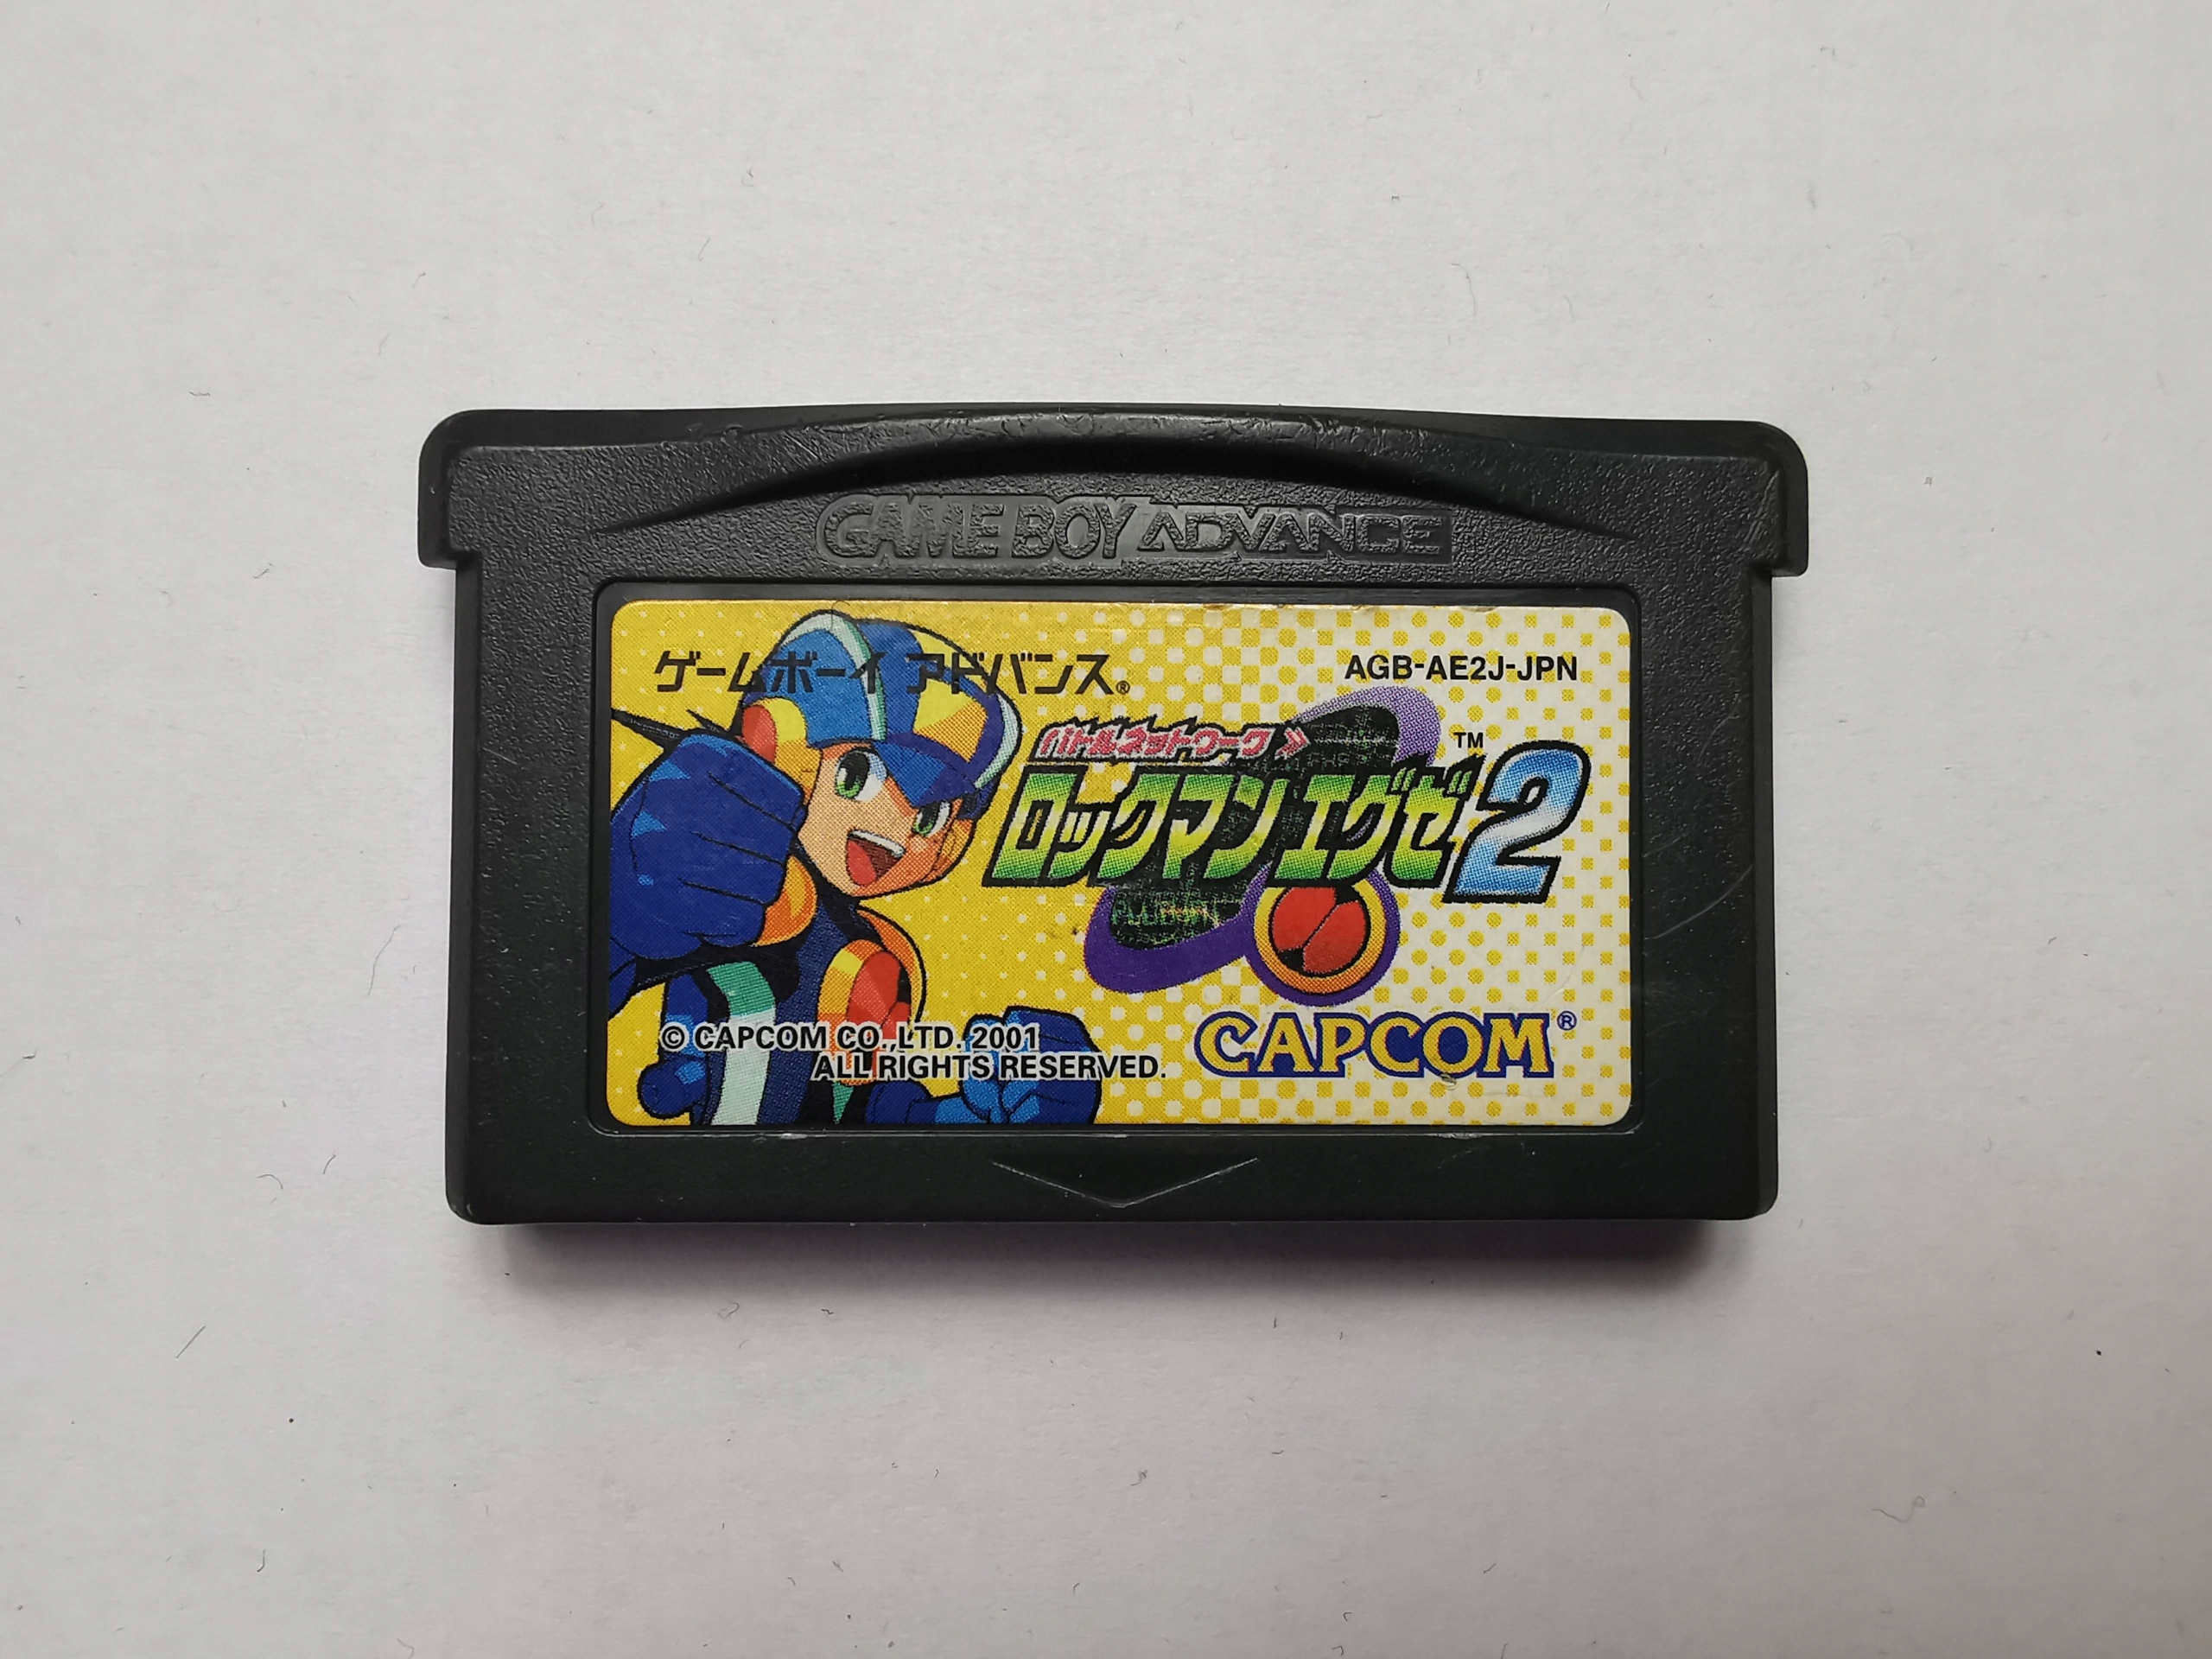 GAME BOY ADVANCE
ゲームボーイ アドバンス®
AGB-AE2J-JPN
バトルネットワーク
ロックマン エグゼ2™
© CAPCOM CO.,LTD. 2001
ALL RIGHTS RESERVED.
CAPCOM®